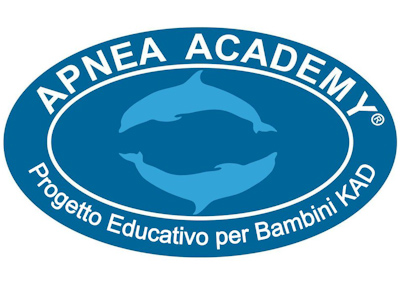 APNEA ACADEMY®
Progetto Educativo per Bambini KAD